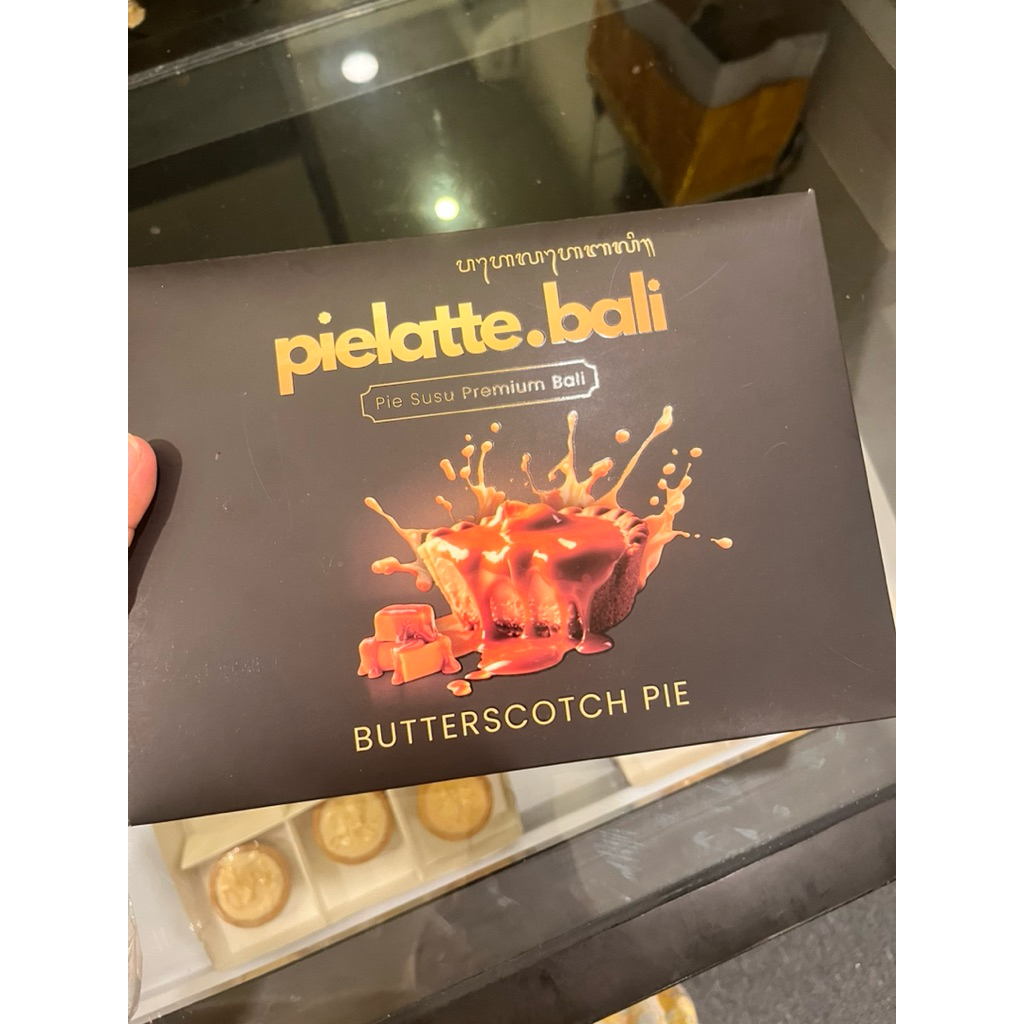 pielatte.bali
Pie Susu Premium Bali
BUTTERSCOTCH PIE